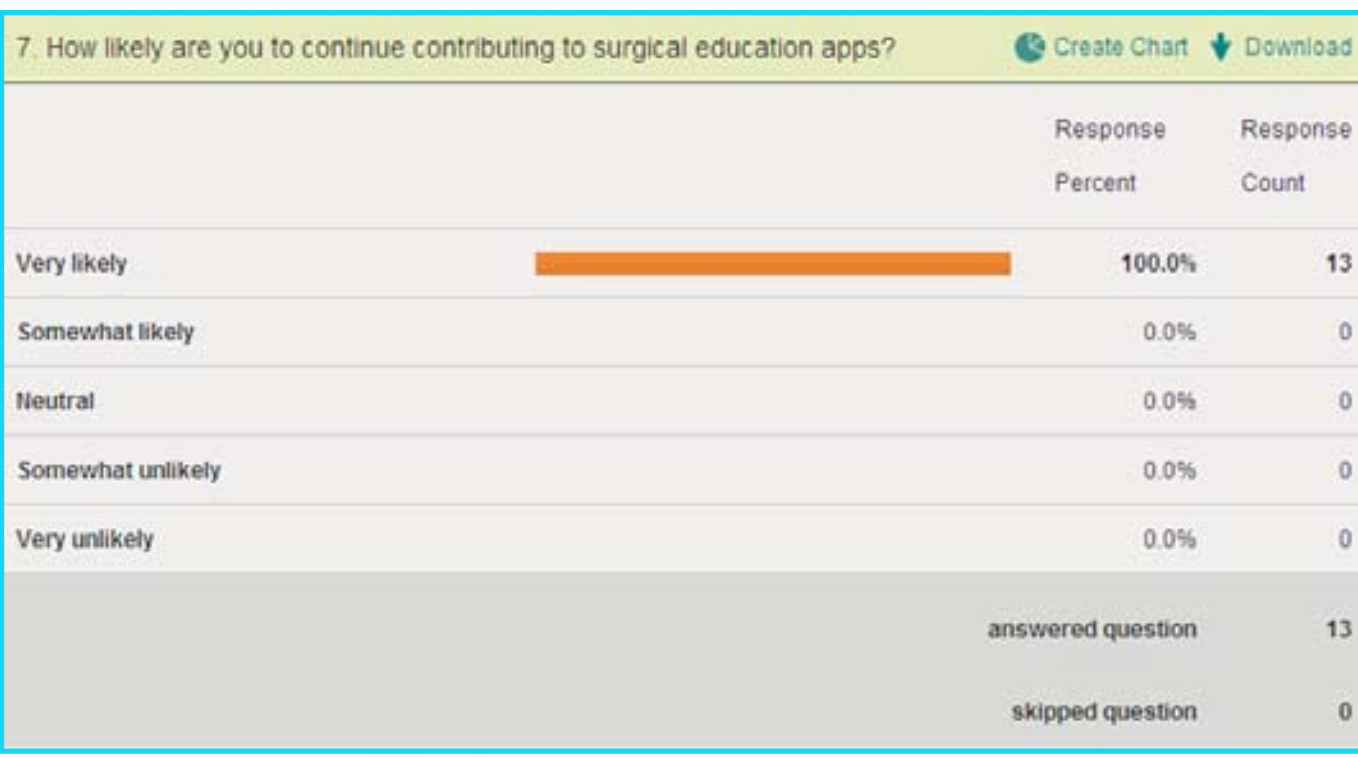 7. How likely are you to continue contributing to surgical education apps? Create Chart Download
Response Response
Percent Count
Very likely 100.0% 13
Somewhat likely 0.0% 0
Neutral 0.0% 0
Somewhat unlikely 0.0% 0
Very unlikely 0.0% 0
answered question 13
skipped question 0